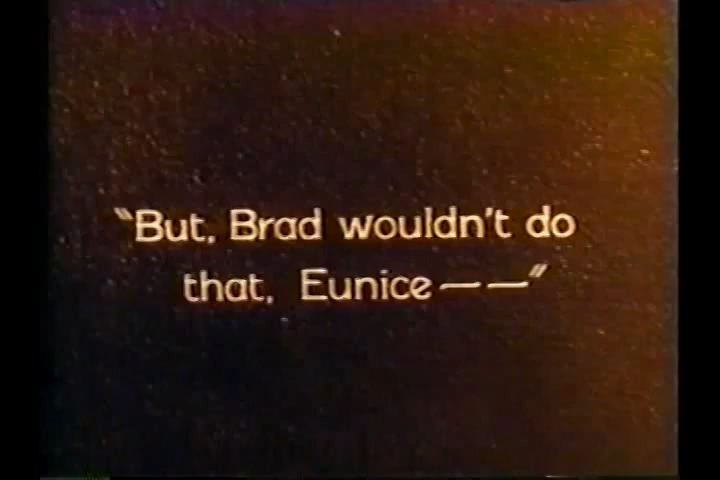 "But, Brad wouldn't do
that, Eunice — —"